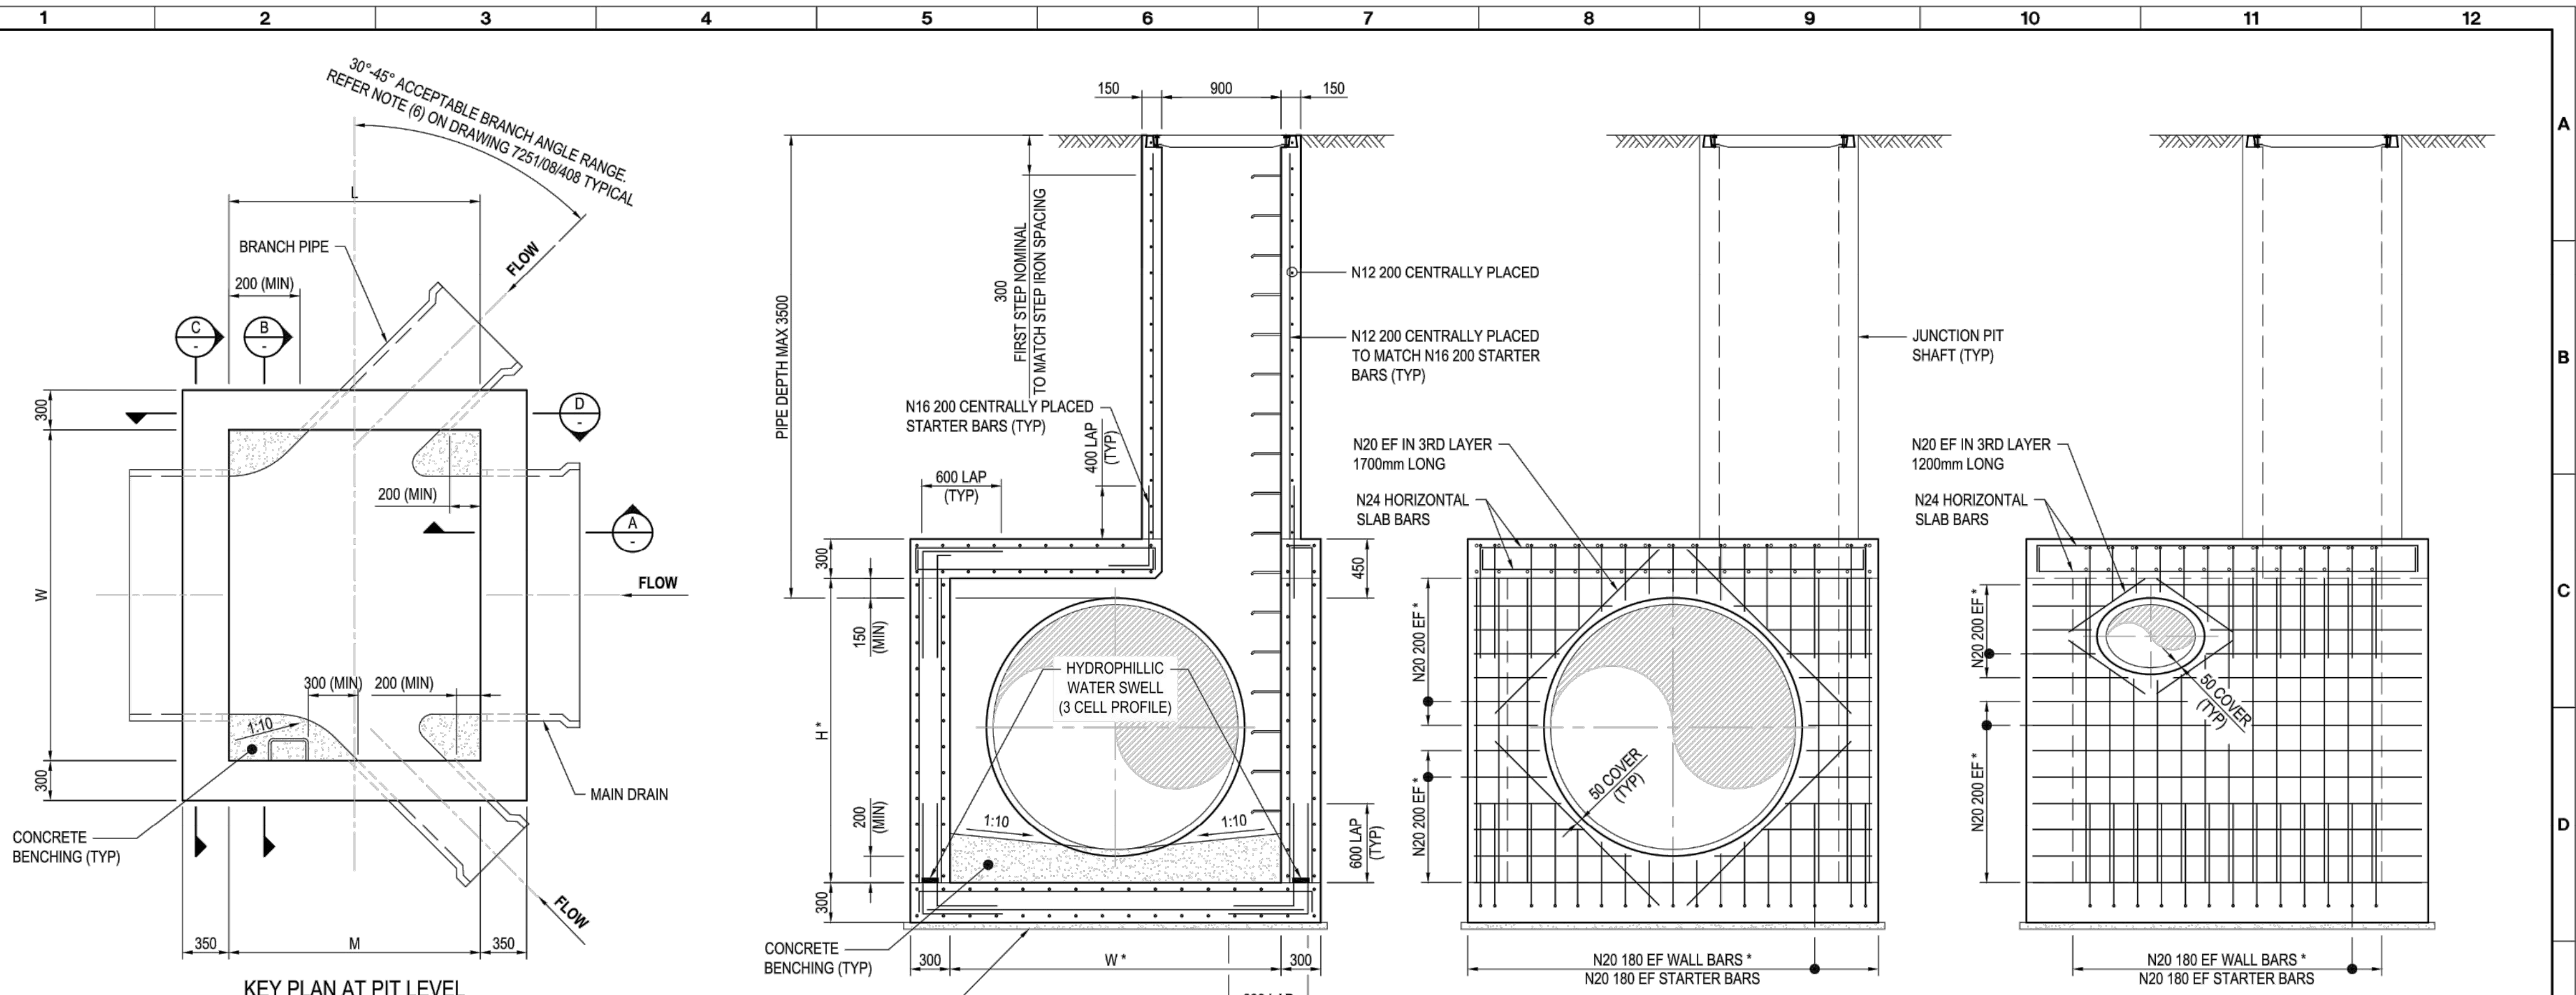 1 2 3 4 5 6 7 8 9 10 11 12
A
B
C
D
30°-45° ACCEPTABLE BRANCH ANGLE RANGE.
REFER NOTE (6) ON DRAWING 7251/08/408 TYPICAL
L
BRANCH PIPE
200 (MIN)
FLOW
C
-
B
-
D
-
A
-
300
W
300
200 (MIN)
FLOW
300 (MIN)
200 (MIN)
1:10
MAIN DRAIN
CONCRETE
BENCHING (TYP)
FLOW
350
M
350
KEY PLAN AT PIT LEVEL
150
900
150
PIPE DEPTH MAX 3500
300
FIRST STEP NOMINAL
TO MATCH STEP IRON SPACING
N12 200 CENTRALLY PLACED
N12 200 CENTRALLY PLACED
TO MATCH N16 200 STARTER
BARS (TYP)
N16 200 CENTRALLY PLACED
STARTER BARS (TYP)
400 LAP
(TYP)
600 LAP
(TYP)
300
450
150
(MIN)
HYDROPHILLIC
WATER SWELL
(3 CELL PROFILE)
H *
200
(MIN)
1:10
1:10
600 LAP
(TYP)
300
CONCRETE
BENCHING (TYP)
300
W *
300
JUNCTION PIT
SHAFT (TYP)
N20 EF IN 3RD LAYER
1700mm LONG
N24 HORIZONTAL
SLAB BARS
N20 200 EF *
N20 200 EF *
50 COVER
(TYP)
N20 180 EF WALL BARS *
N20 180 EF STARTER BARS
N20 EF IN 3RD LAYER
1200mm LONG
N24 HORIZONTAL
SLAB BARS
N20 200 EF *
N20 200 EF *
50 COVER
(TYP)
N20 180 EF WALL BARS *
N20 180 EF STARTER BARS